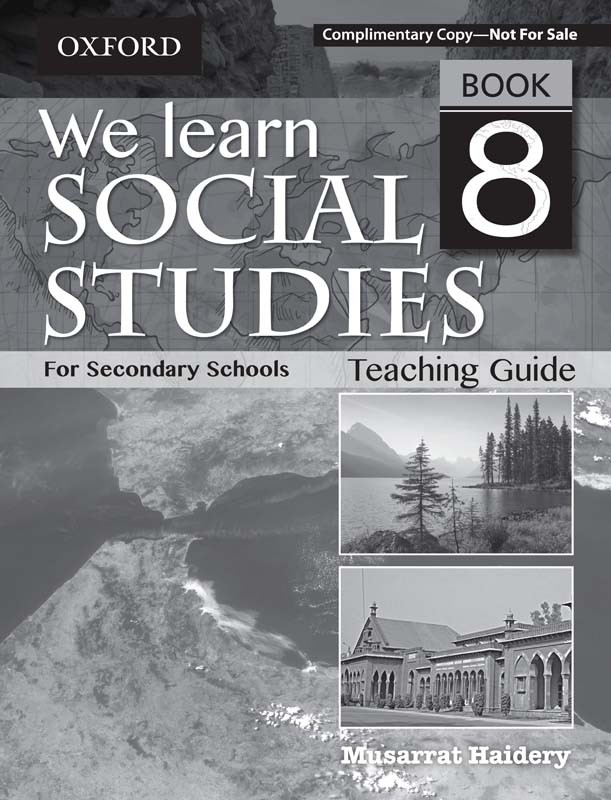 OXFORD
Complimentary Copy—Not For Sale
BOOK
8
We learn
SOCIAL
STUDIES
For Secondary Schools
Teaching Guide
Musarrat Haidery